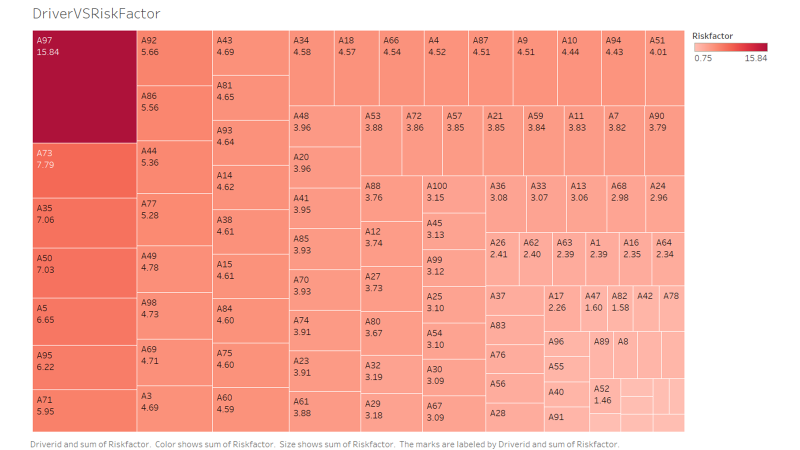 DriverVSRiskFactor
A97
15.84
A73
7.79
A35
7.06
A50
7.03
A5
6.65
A95
6.22
A71
5.95
A92
5.66
A86
5.56
A44
5.36
A77
5.28
A49
4.78
A98
4.73
A69
4.71
A3
4.69
A43
4.69
A81
4.65
A93
4.64
A14
4.62
A38
4.61
A15
4.61
A84
4.60
A75
4.60
A60
4.59
A34
4.58
A18
4.57
A66
4.54
A4
4.52
A87
4.51
A9
4.51
A10
4.44
A94
4.43
A51
4.01
A48
3.96
A20
3.96
A41
3.95
A85
3.93
A70
3.93
A74
3.91
A23
3.91
A61
3.88
A53
3.88
A72
3.86
A57
3.85
A21
3.85
A59
3.84
A11
3.83
A7
3.82
A90
3.79
A88
3.76
A12
3.74
A27
3.73
A80
3.67
A32
3.19
A29
3.18
A100
3.15
A45
3.13
A99
3.12
A25
3.10
A54
3.10
A30
3.09
A67
3.09
A36
3.08
A33
3.07
A13
3.06
A68
2.98
A24
2.96
A26
2.41
A62
2.40
A63
2.39
A1
2.39
A16
2.35
A64
2.34
A37
A83
A76
A56
A28
A17
2.26
A47
1.60
A82
1.58
A42
A78
A96
A55
A40
A91
A89
A8
A52
1.46
Riskfactor
0.75 15.84
Driverid and sum of Riskfactor. Color shows sum of Riskfactor. Size shows sum of Riskfactor. The marks are labeled by Driverid and sum of Riskfactor.